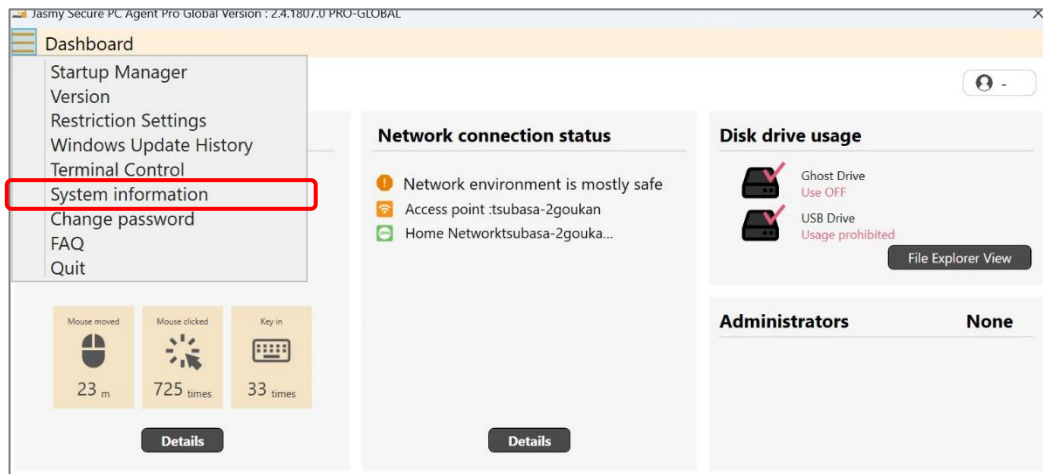 Jasmy Secure PC Agent Pro Global Version : 2.4.1807.0 PRO-GLOBAL
Dashboard
Startup Manager
Version
Restriction Settings
Windows Update History
Terminal Control
System information
Change password
FAQ
Quit
-
Mouse moved
23 m
Mouse clicked
725 times
Key in
33 times
Details
Network connection status
Network environment is mostly safe
Access point :tsubasa-2goukan
Home Networktsubasa-2gouka...
Details
Disk drive usage
Ghost Drive
Use OFF
USB Drive
Usage prohibited
File Explorer View
Administrators None